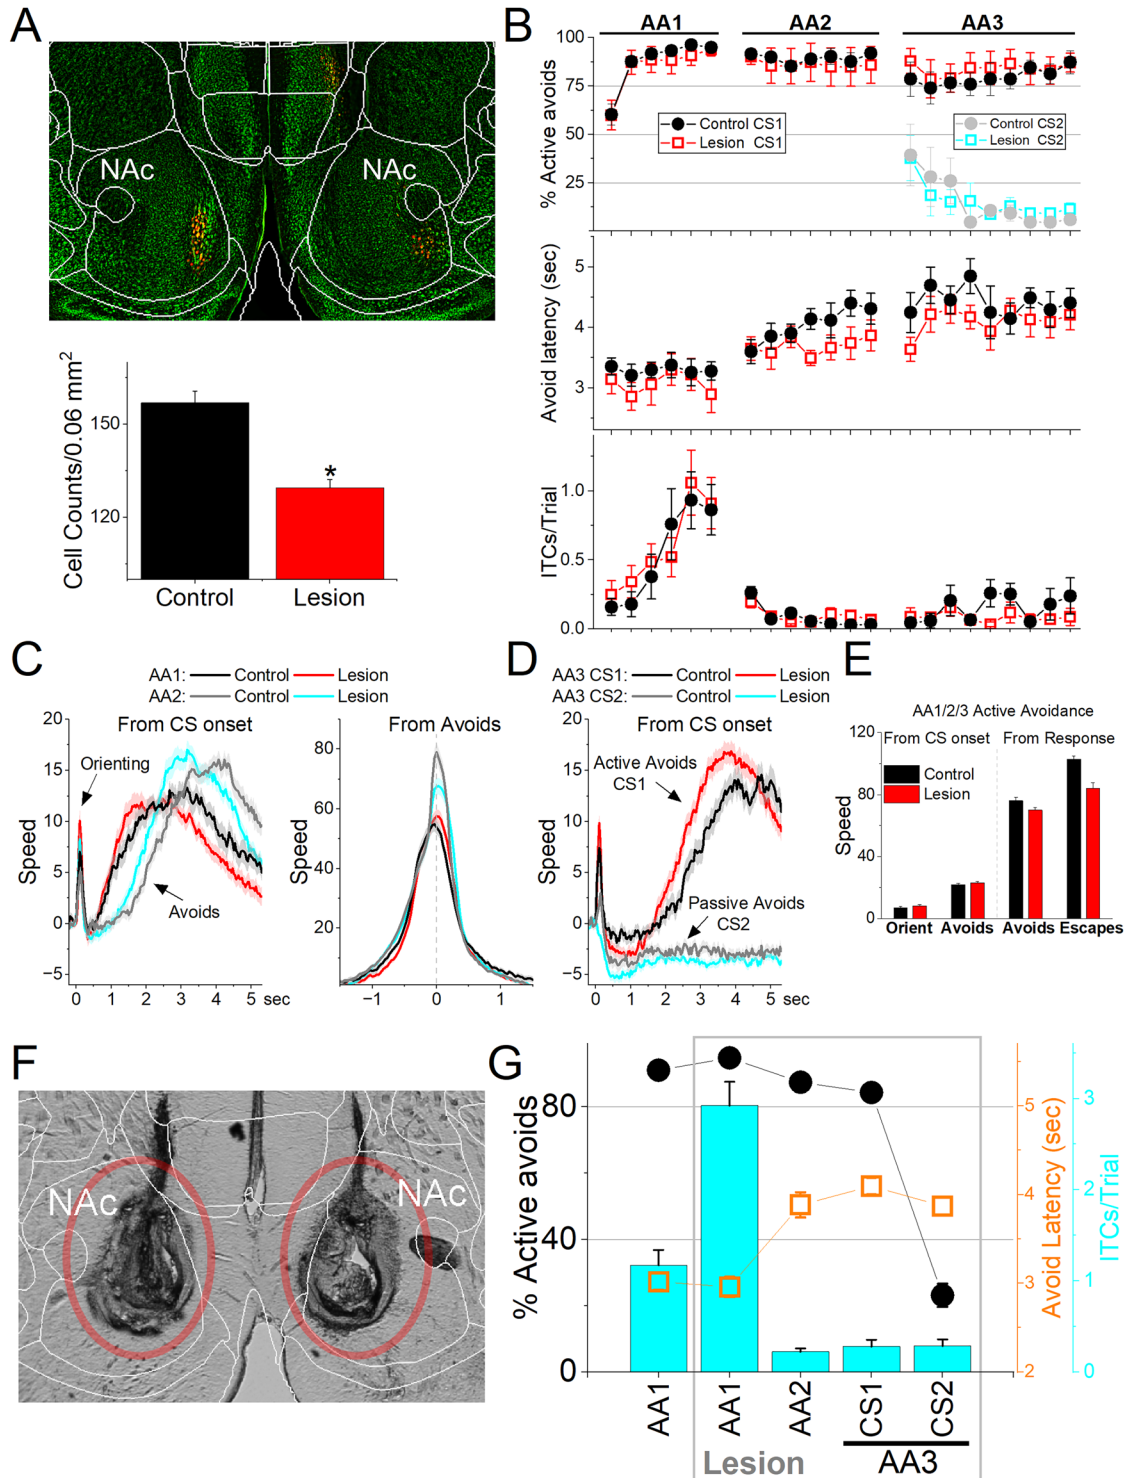 A
NAc
NAc
Cell Counts/0.06 mm²
150
120
*
Control
Lesion
B
AA1
AA2
AA3
% Active avoids
100
75
50
25
Control CS1
Lesion CS1
Control CS2
Lesion CS2
Avoid latency (sec)
5
4
3
ITCs/Trial
1.0
0.5
0.0
C
AA1: Control Lesion
AA2: Control Lesion
From CS onset
Speed
20
15
10
5
0
−5
Orienting
Avoids
0 1 2 3 4 5 sec
From Avoids
Speed
80
60
40
20
−1 0 1
D
AA3 CS1: Control Lesion
AA3 CS2: Control Lesion
From CS onset
Speed
20
15
10
5
0
−5
Active Avoids
CS1
Passive Avoids
CS2
0 1 2 3 4 5 sec
E
AA1/2/3 Active Avoidance
From CS onset From Response
Control
Lesion
Speed
120
80
40
0
Orient Avoids Avoids Escapes
F
NAc
NAc
G
% Active avoids
80
40
0
Avoid Latency (sec)
5
4
3
2
ITCs/Trial
3
2
1
0
AA1
AA1
AA2
CS1
CS2
Lesion
AA3